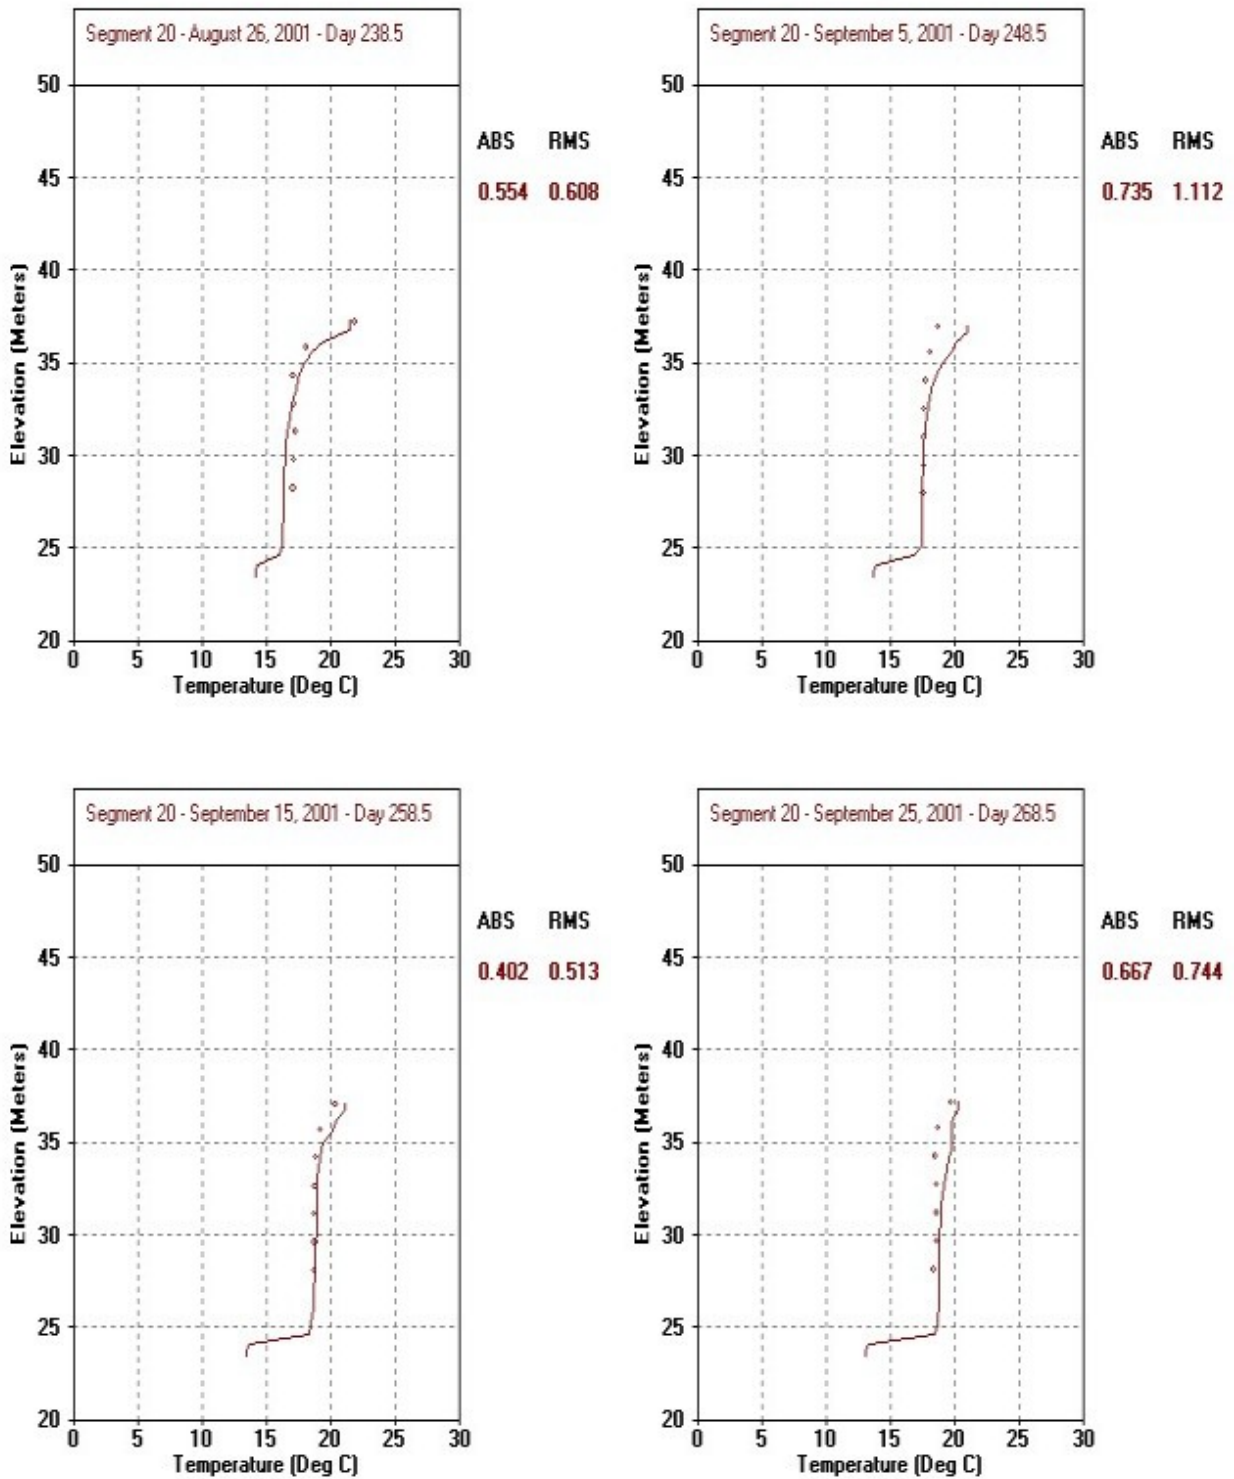 Segment 20 - August 26, 2001 - Day 238.5
50
45
40
35
30
25
20
0 5 10 15 20 25 30
Elevation (Meters)
Temperature (Deg C)
ABS RMS
0.554 0.608
Segment 20 - September 5, 2001 - Day 248.5
50
45
40
35
30
25
20
0 5 10 15 20 25 30
Elevation (Meters)
Temperature (Deg C)
ABS RMS
0.735 1.112
Segment 20 - September 15, 2001 - Day 258.5
50
45
40
35
30
25
20
0 5 10 15 20 25 30
Elevation (Meters)
Temperature (Deg C)
ABS RMS
0.402 0.513
Segment 20 - September 25, 2001 - Day 268.5
50
45
40
35
30
25
20
0 5 10 15 20 25 30
Elevation (Meters)
Temperature (Deg C)
ABS RMS
0.667 0.744